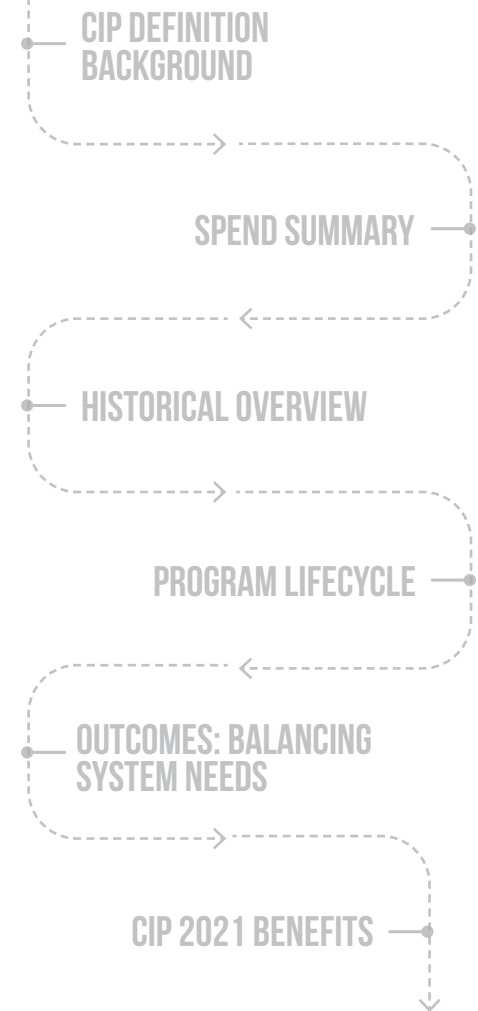 CIP DEFINITION
BACKGROUND
SPEND SUMMARY
HISTORICAL OVERVIEW
PROGRAM LIFECYCLE
OUTCOMES: BALANCING
SYSTEM NEEDS
CIP 2021 BENEFITS